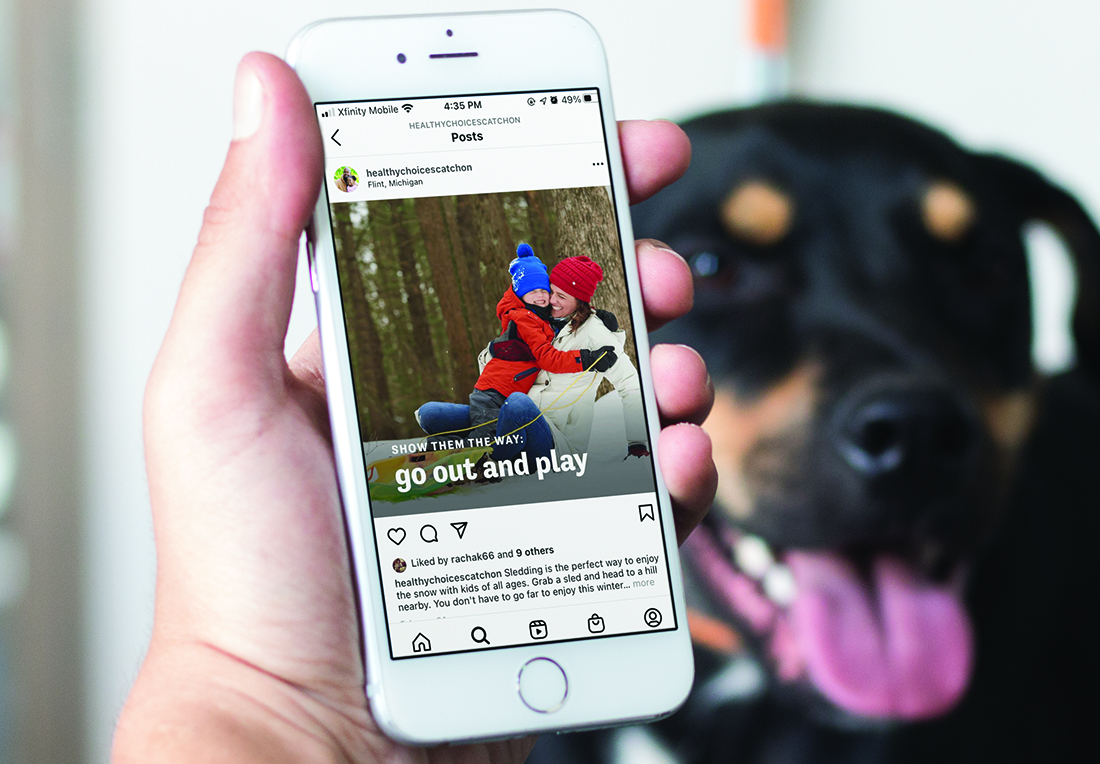 Xfinity Mobile 4:35 PM 49%
HEALTHYCHOICESCATCHON
Posts
healthychoicescatchon
Flint, Michigan
SHOW THEM THE WAY:
go out and play
Liked by rachak66 and 9 others
healthychoicescatchon Sledding is the perfect way to enjoy
the snow with kids of all ages. Grab a sled and head to a hill
nearby. You don't have to go far to enjoy this winter... more